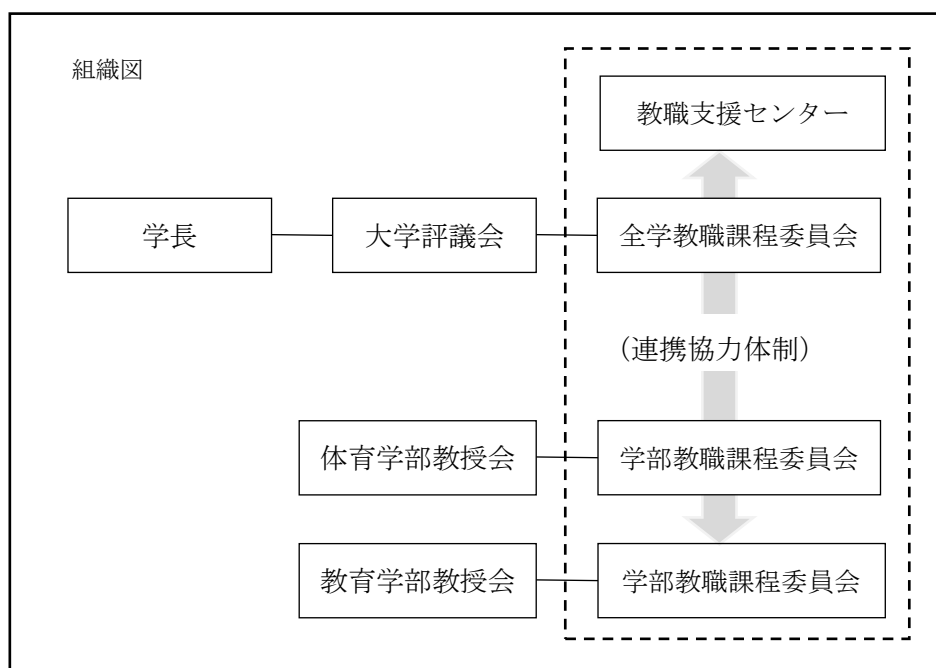 組織図
教職支援センター
学長
大学評議会
全学教職課程委員会
（連携協力体制）
体育学部教授会
学部教職課程委員会
教育学部教授会
学部教職課程委員会